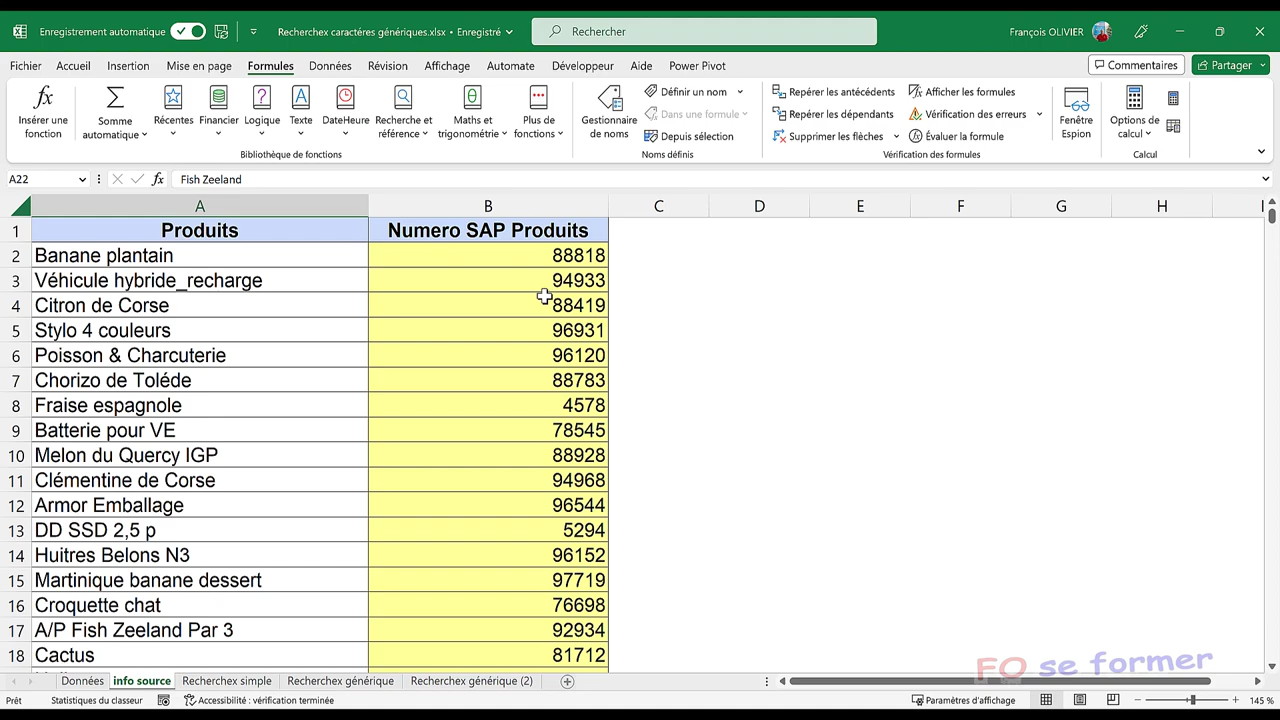 Enregistrement automatique
Recherchex caractères génériques.xlsx • Enregistré
Rechercher
François OLIVIER
Fichier Accueil Insertion Mise en page Formules Données Révision Affichage Automate Développeur Aide Power Pivot
Commentaires Partager
Insérer une fonction
Somme automatique
Récentes
Financier
Logique
Texte
DateHeure
Recherche et référence
Maths et trigonométrie
Plus de fonctions
Bibliothèque de fonctions
Gestionnaire de noms
Définir un nom
Dans une formule
Depuis sélection
Noms définis
Repérer les antécédents
Repérer les dépendants
Supprimer les flèches
Afficher les formules
Vérification des erreurs
Évaluer la formule
Vérification des formules
Fenêtre Espion
Options de calcul
Calcul
A22 fx Fish Zeeland
A B C D E F G H I
1 Produits Numero SAP Produits
2 Banane plantain 88818
3 Véhicule hybride_recharge 94933
4 Citron de Corse 88419
5 Stylo 4 couleurs 96931
6 Poisson & Charcuterie 96120
7 Chorizo de Toléde 88783
8 Fraise espagnole 4578
9 Batterie pour VE 78545
10 Melon du Quercy IGP 88928
11 Clémentine de Corse 94968
12 Armor Emballage 96544
13 DD SSD 2,5 p 5294
14 Huitres Belons N3 96152
15 Martinique banane dessert 97719
16 Croquette chat 76698
17 A/P Fish Zeeland Par 3 92934
18 Cactus 81712
FO se former
Données info source Recherchex simple Recherchex générique Recherchex générique (2)
Prêt Statistiques du classeur Accessibilité : vérification terminée Paramètres d'affichage 145 %